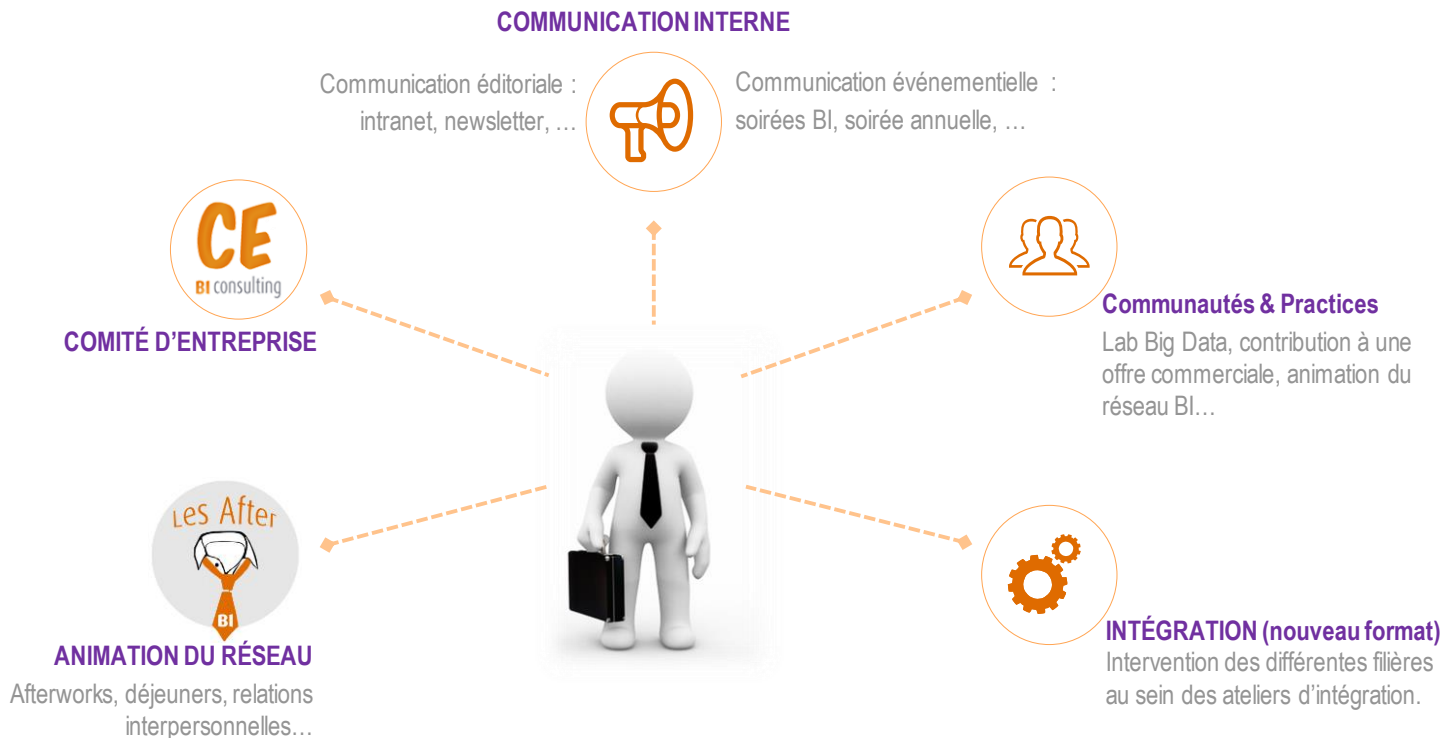 COMMUNICATION INTERNE
Communication éditoriale :
intranet, newsletter, …
Communication événementielle :
soirées BI, soirée annuelle, …
CE
BI consulting
COMITÉ D’ENTREPRISE
Communautés & Practices
Lab Big Data, contribution à une
offre commerciale, animation du
réseau BI…
Les After
BI
ANIMATION DU RÉSEAU
Afterworks, déjeuners, relations
interpersonnelles…
INTÉGRATION (nouveau format)
Intervention des différentes filières
au sein des ateliers d’intégration.